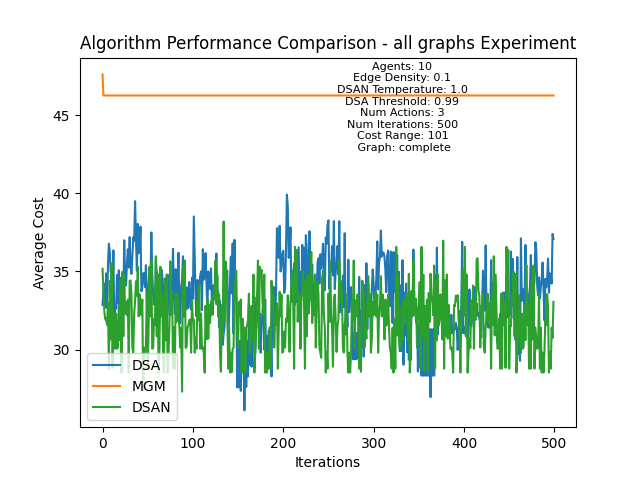 Algorithm Performance Comparison - all graphs Experiment
Agents: 10
Edge Density: 0.1
DSAN Temperature: 1.0
DSA Threshold: 0.99
Num Actions: 3
Num Iterations: 500
Cost Range: 101
Graph: complete
Average Cost
45
40
35
30
DSA
MGM
DSAN
0
100
200
300
400
500
Iterations